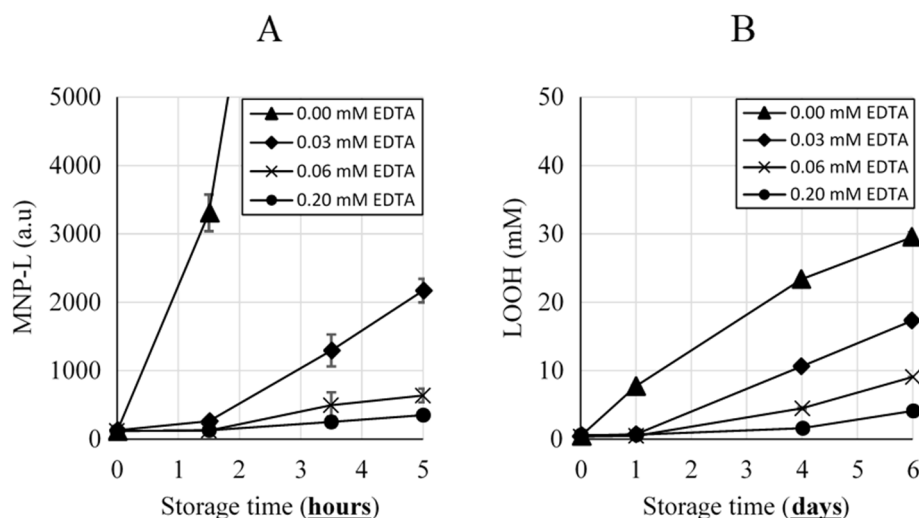 A
MNP-L (a.u)
5000
4000
3000
2000
1000
0
0 1 2 3 4 5
Storage time (hours)
0.00 mM EDTA
0.03 mM EDTA
0.06 mM EDTA
0.20 mM EDTA
B
LOOH (mM)
50
40
30
20
10
0
0 1 2 3 4 5 6
Storage time (days)
0.00 mM EDTA
0.03 mM EDTA
0.06 mM EDTA
0.20 mM EDTA